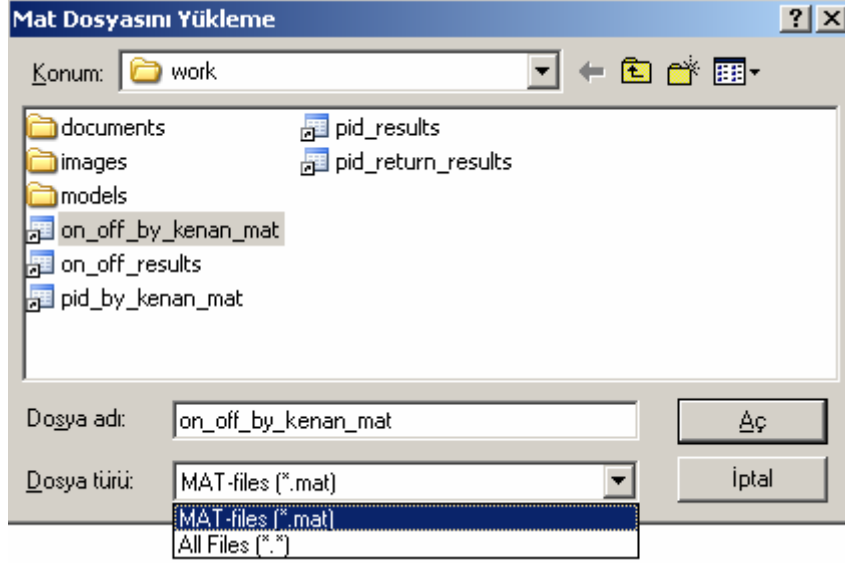 Mat Dosyasını Yükleme
Konum: work
documents
images
models
on_off_by_kenan_mat
on_off_results
pid_by_kenan_mat
pid_results
pid_return_results
Dosya adı: on_off_by_kenan_mat Aç
Dosya türü: MAT-files (*.mat) İptal
MAT-files (*.mat)
All Files (*.*)